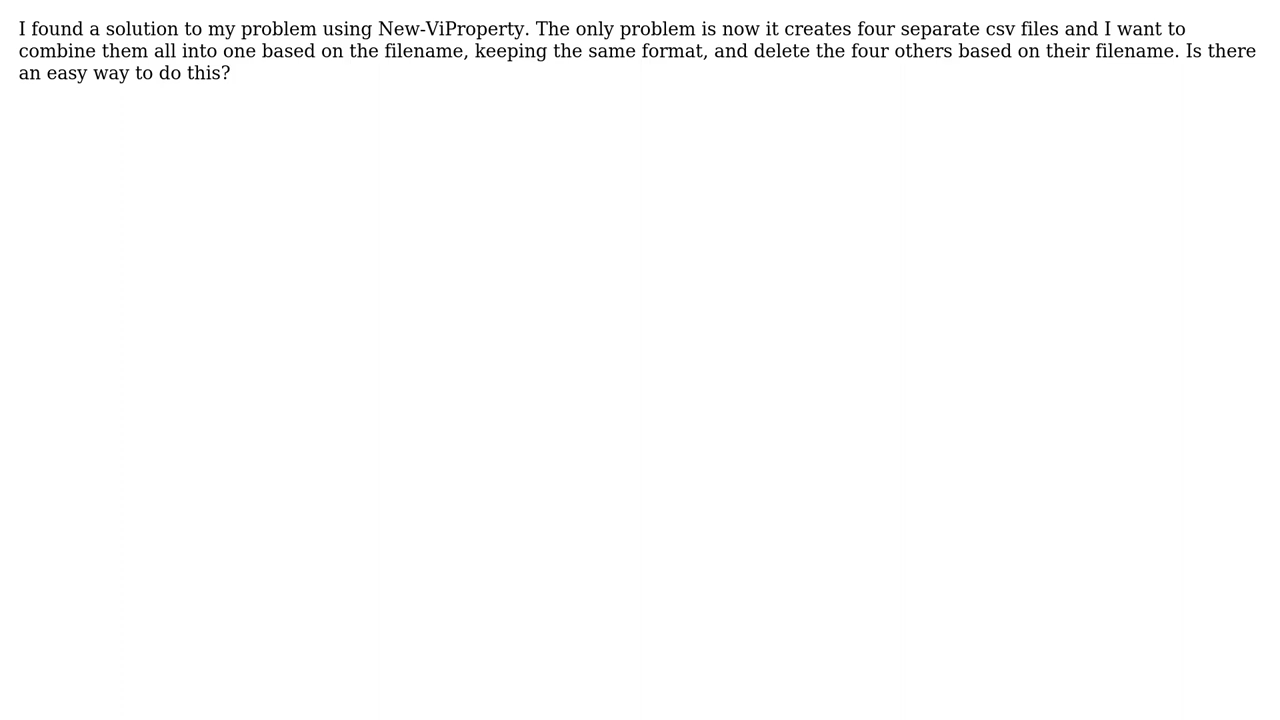 I found a solution to my problem using New-ViProperty. The only problem is now it creates four separate csv files and I want to
combine them all into one based on the filename, keeping the same format, and delete the four others based on their filename. Is there
an easy way to do this?